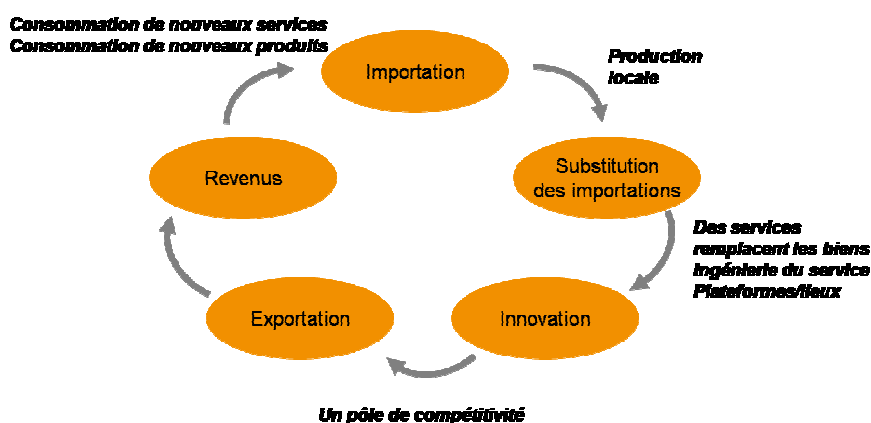 Consommation de nouveaux services
Consommation de nouveaux produits
Importation
Production
locale
Revenus
Substitution
des importations
Des services
remplacent les biens
Ingénierie du service
Plateformes/lieux
Exportation
Innovation
Un pôle de compétitivité